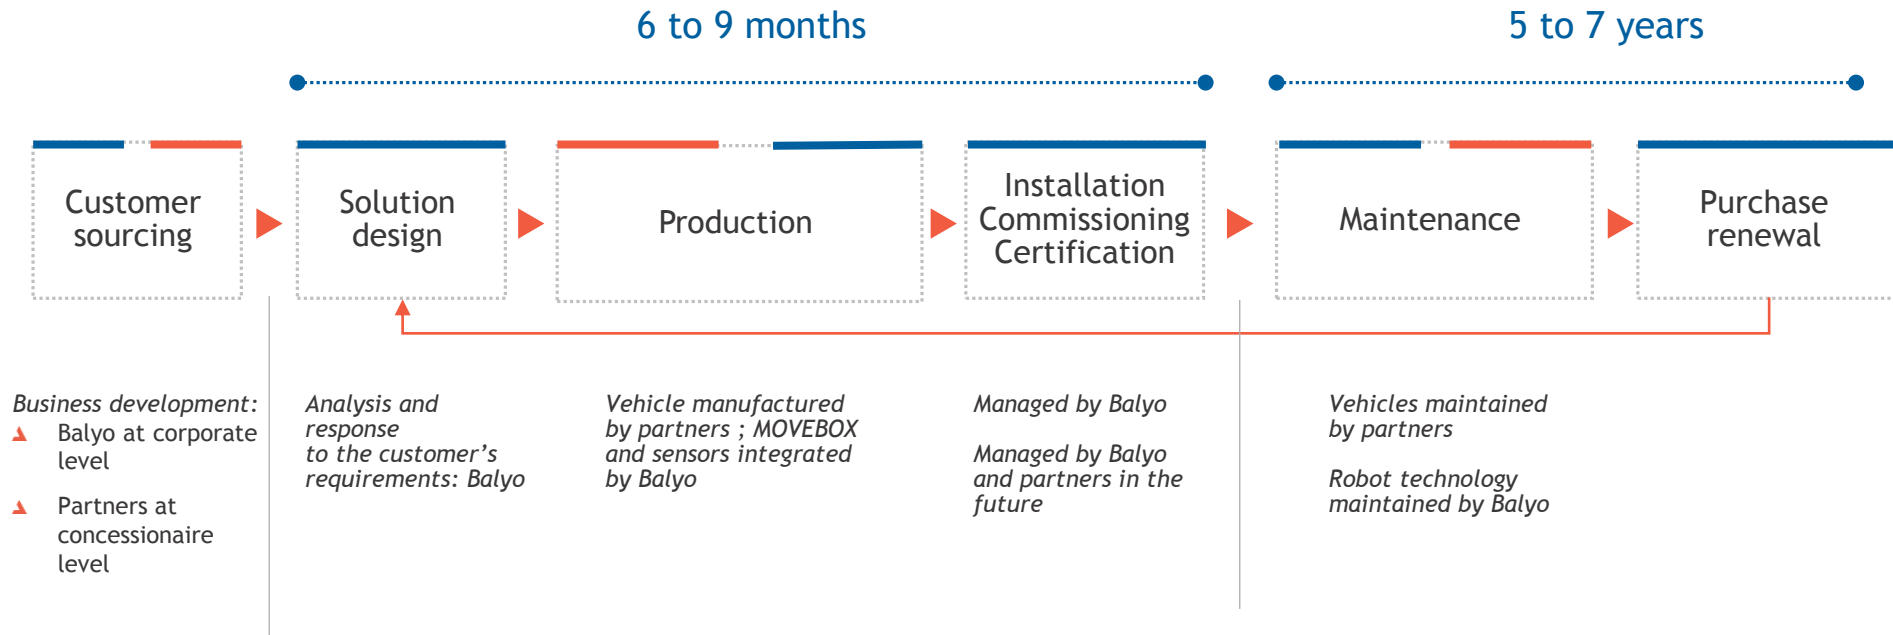 6 to 9 months
5 to 7 years
Customer
sourcing
Solution
design
Production
Installation
Commissioning
Certification
Maintenance
Purchase
renewal
Business development:
Balyo at corporate
level
Partners at
concessionaire
level
Analysis and
response
to the customer's
requirements: Balyo
Vehicle manufactured
by partners ; MOVEBOX
and sensors integrated
by Balyo
Managed by Balyo
Managed by Balyo
and partners in the
future
Vehicles maintained
by partners
Robot technology
maintained by Balyo